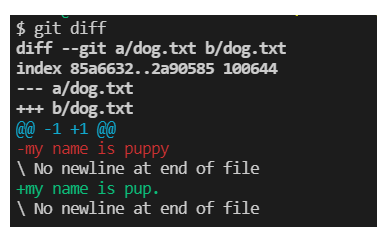 $ git diff
diff --git a/dog.txt b/dog.txt
index 85a6632..2a90585 100644
--- a/dog.txt
+++ b/dog.txt
@@ -1 +1 @@
-my name is puppy
\ No newline at end of file
+my name is pup.
\ No newline at end of file